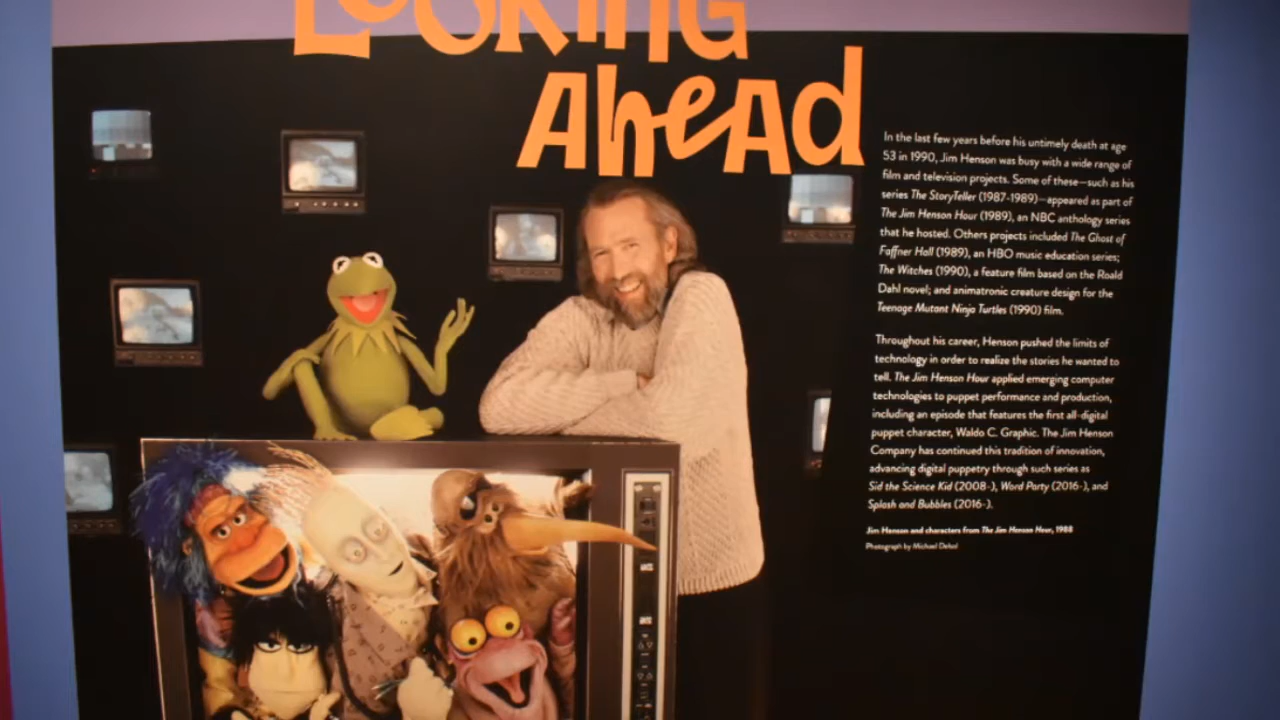 Looking
Ahead
In the last few years before his untimely death at age
53 in 1990, Jim Henson was busy with a wide range of
film and television projects. Some of these—such as his
series The StoryTeller (1987-1989)—appeared as part of
The Jim Henson Hour (1989), an NBC anthology series
that he hosted. Others projects included The Ghost of
Faffner Hall (1989), an HBO music education series;
The Witches (1990), a feature film based on the Roald
Dahl novel; and animatronic creature design for the
Teenage Mutant Ninja Turtles (1990) film.
Throughout his career, Henson pushed the limits of
technology in order to realize the stories he wanted to
tell. The Jim Henson Hour applied emerging computer
technologies to puppet performance and production,
including an episode that features the first all-digital
puppet character, Waldo C. Graphic. The Jim Henson
Company has continued this tradition of innovation,
advancing digital puppetry through such series as
Sid the Science Kid (2008-), Word Party (2016-), and
Splash and Bubbles (2016-).
Jim Henson and characters from The Jim Henson Hour, 1988
Photograph by Michael